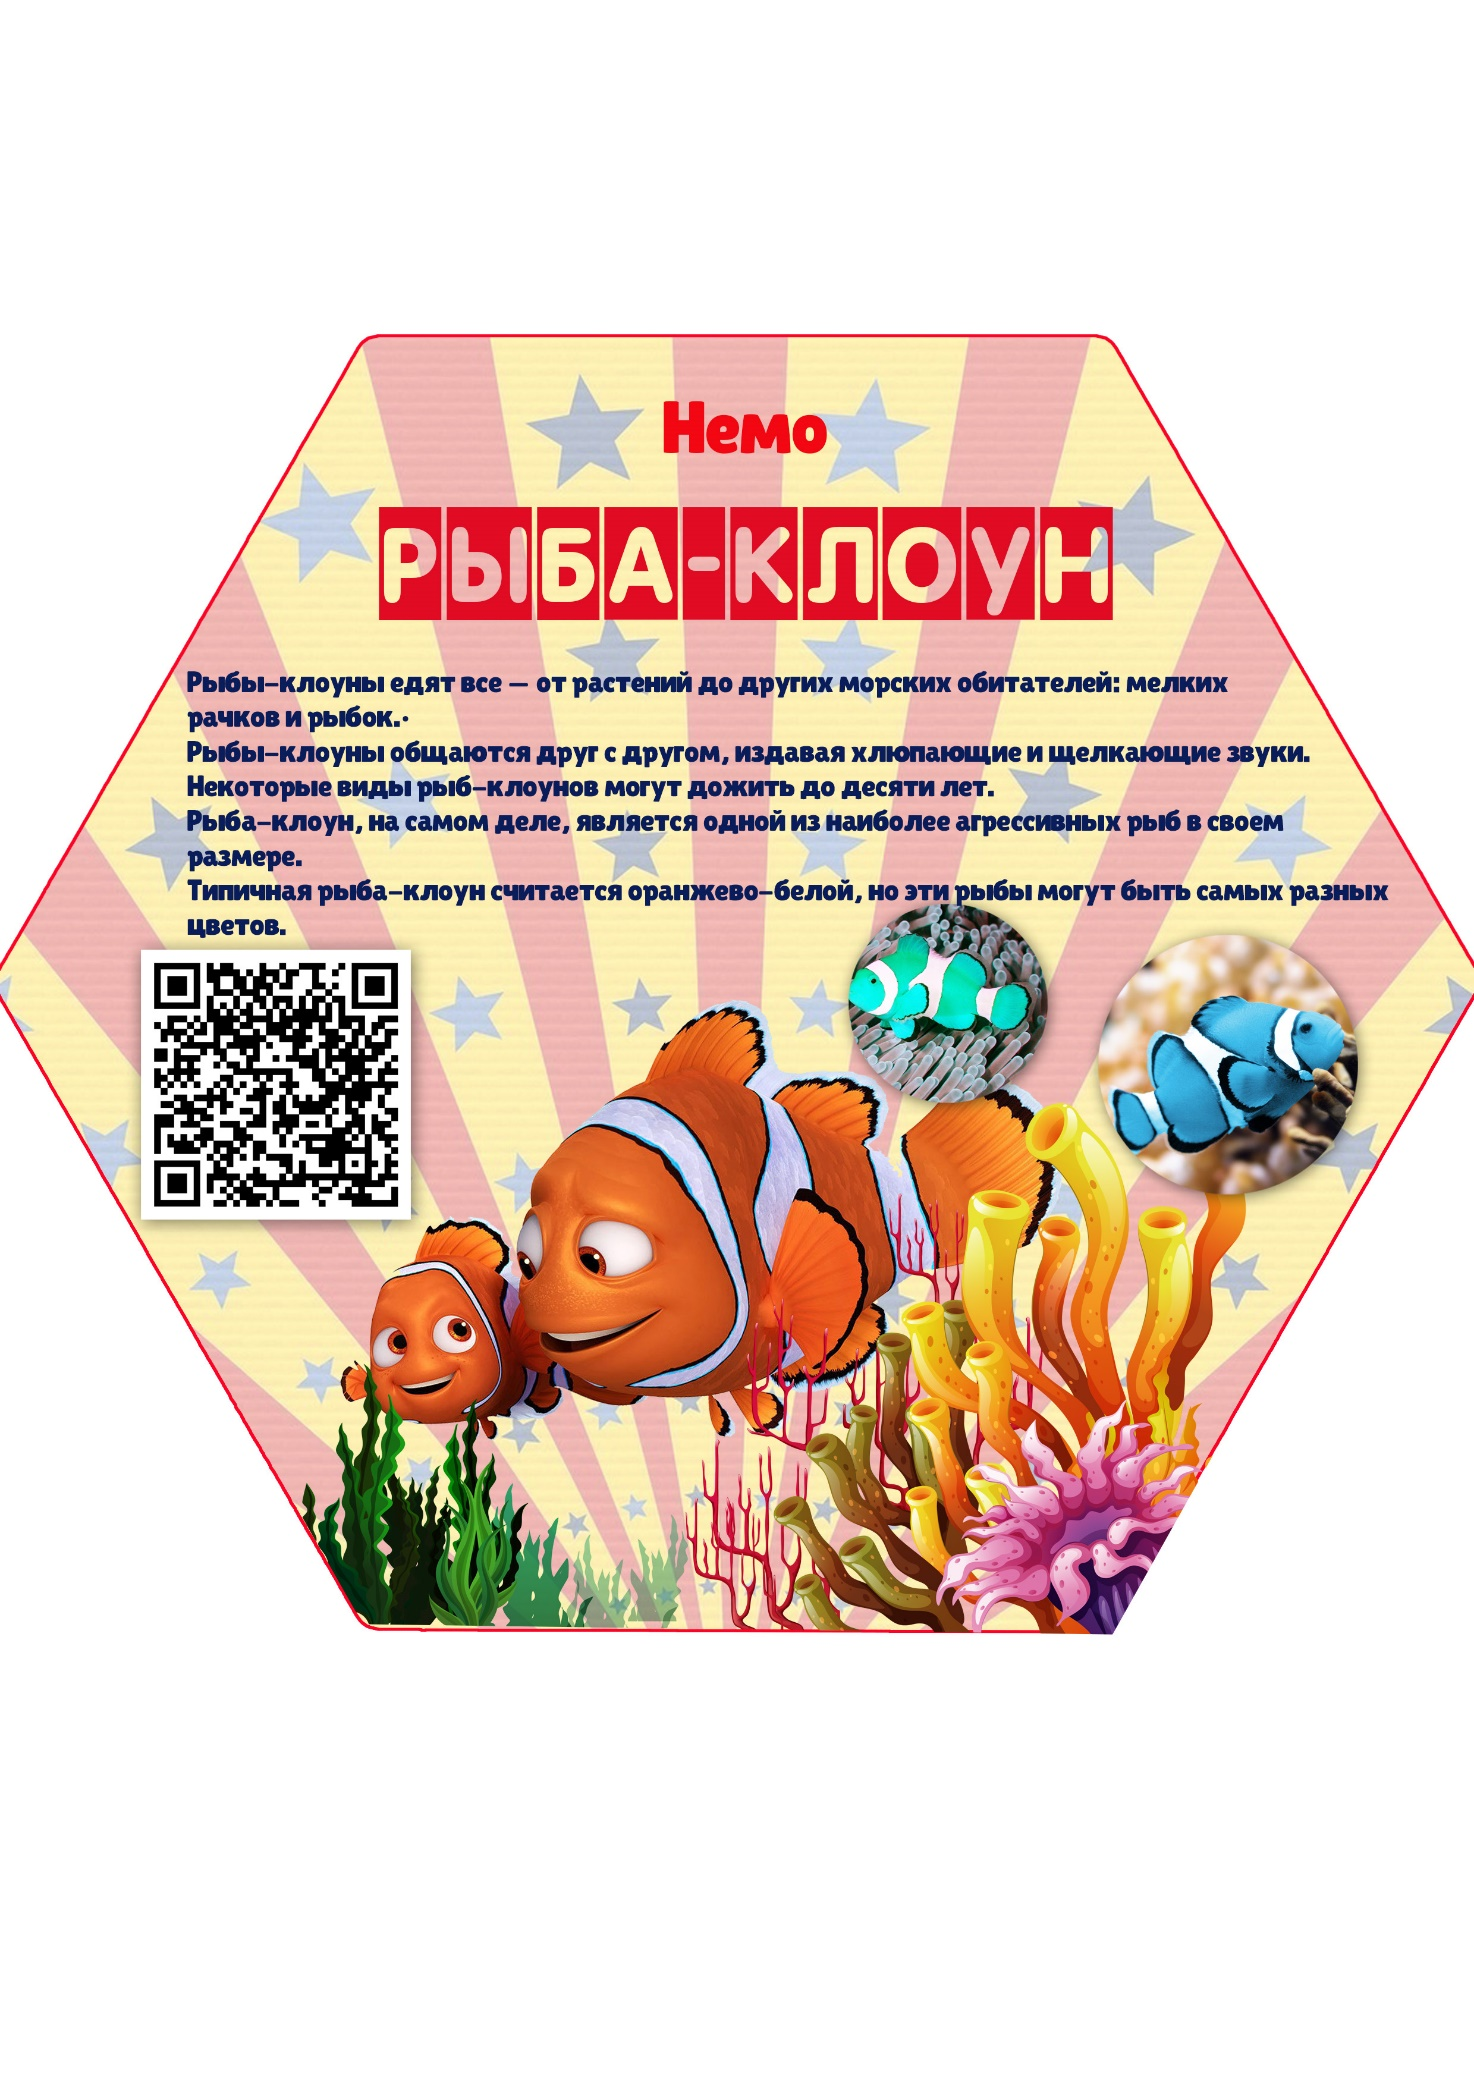 Немо
РЫБА-КЛОУН
Рыбы-клоуны едят все – от растений до других морских обитателей: мелких
рачков и рыбок.·
Рыбы-клоуны общаются друг с другом, издавая хлюпающие и щелкающие звуки.
Некоторые виды рыб-клоунов могут дожить до десяти лет.
Рыба-клоун, на самом деле, является одной из наиболее агрессивных рыб в своем
размере.
Типичная рыба-клоун считается оранжево-белой, но эти рыбы могут быть самых разных
цветов.